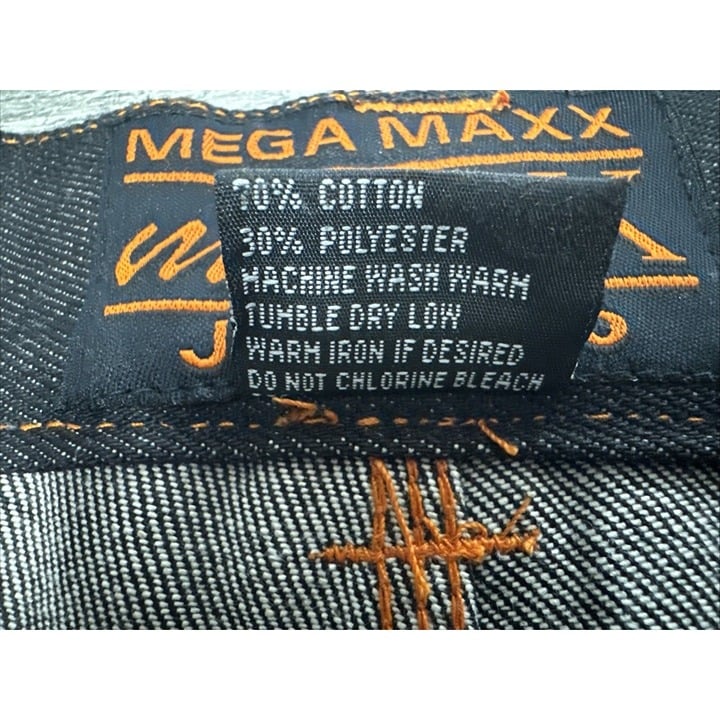 MEGA MAXX
70% COTTON
30% POLYESTER
MACHINE WASH WARM
TUMBLE DRY LOW
WARM IRON IF DESIRED
DO NOT CHLORINE BLEACH